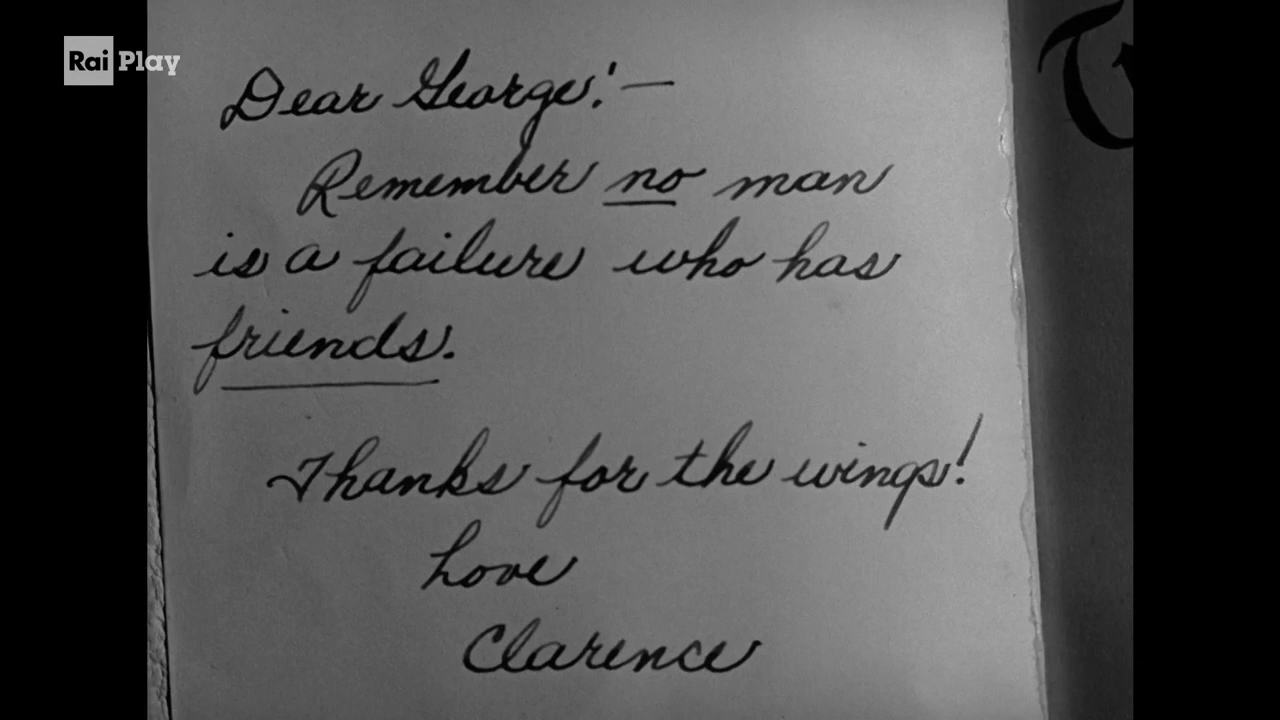 Rai Play
Dear George:—
Remember no man
is a failure who has
friends.
Thanks for the wings!
Love
Clarence